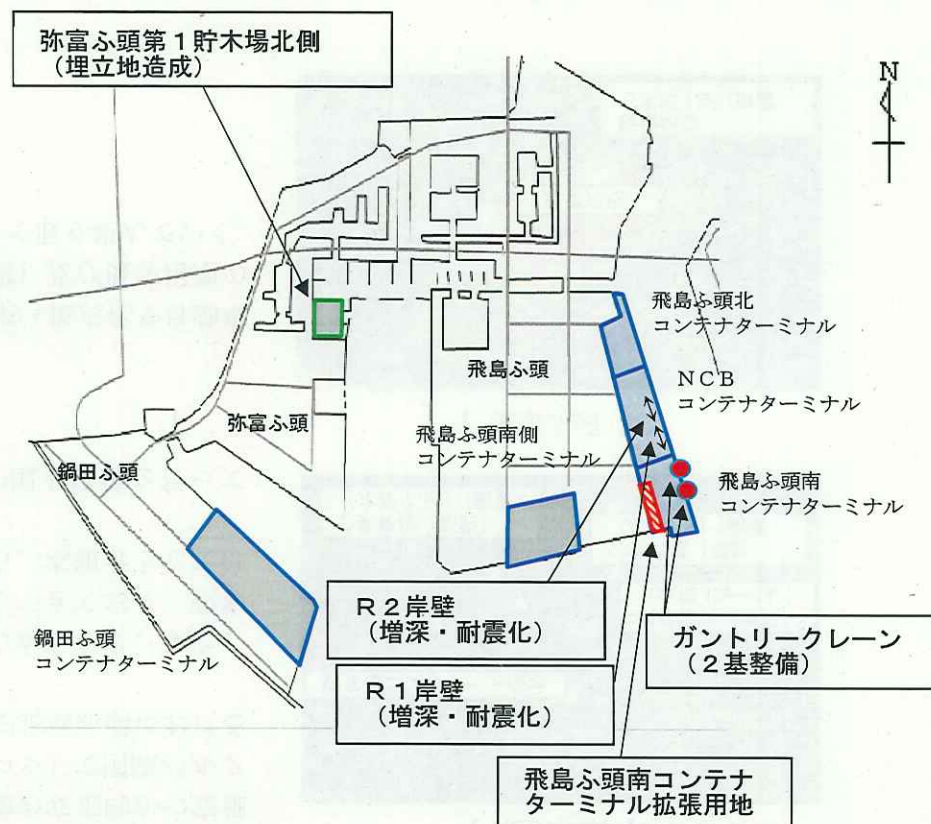 弥富ふ頭第１貯木場北側
（埋立地造成）
N
飛島ふ頭北
コンテナターミナル
飛島ふ頭
NCB
コンテナターミナル
弥富ふ頭
飛島ふ頭南側
コンテナターミナル
鍋田ふ頭
飛島ふ頭南
コンテナターミナル
R２岸壁
（増深・耐震化）
ガントリークレーン
（２基整備）
鍋田ふ頭
コンテナターミナル
R１岸壁
（増深・耐震化）
飛島ふ頭南コンテナ
ターミナル拡張用地